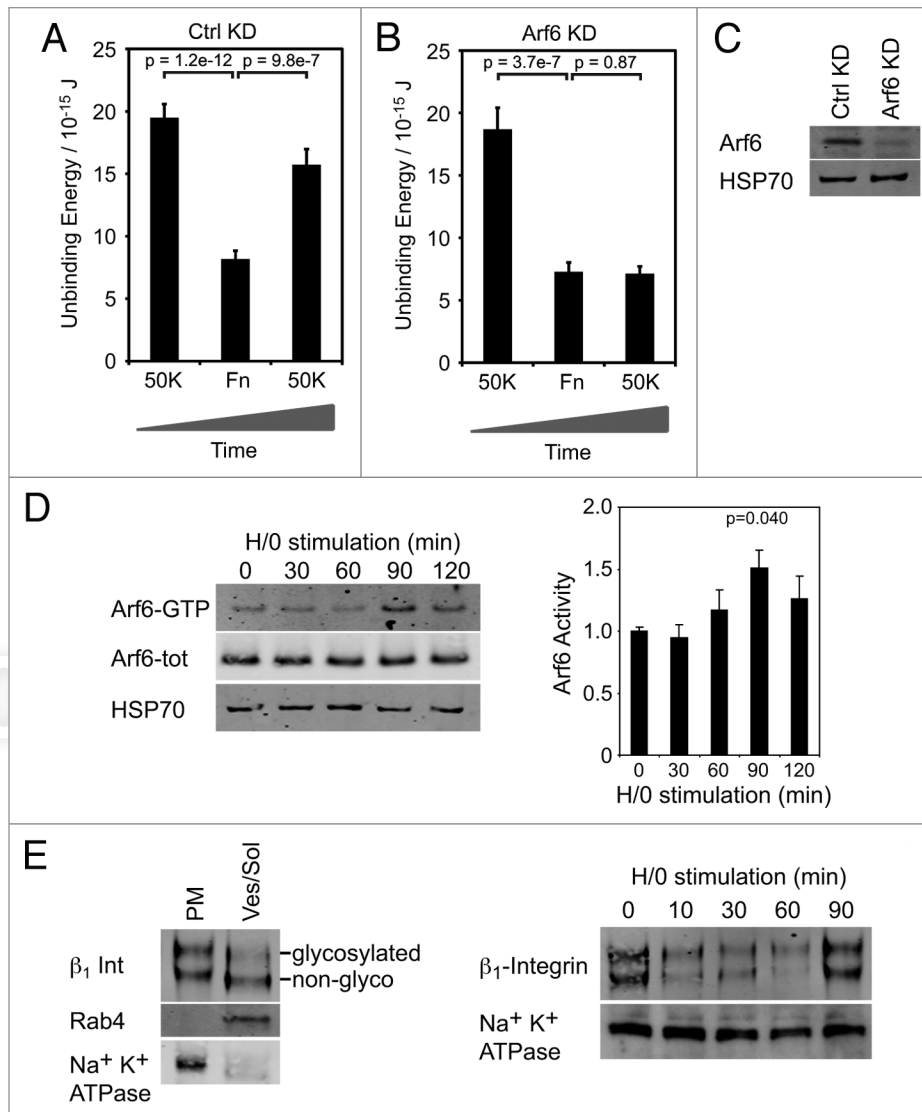 A
Ctrl KD
p = 1.2e-12 p = 9.8e-7
Unbinding Energy / 10-15 J
25
20
15
10
5
0
50K Fn 50K
Time
B
Arf6 KD
p = 3.7e-7 p = 0.87
Unbinding Energy / 10-15 J
25
20
15
10
5
0
50K Fn 50K
Time
C
Ctrl KD
Arf6 KD
Arf6
HSP70
D
H/0 stimulation (min)
0 30 60 90 120
Arf6-GTP
Arf6-tot
HSP70
p=0.040
Arf6 Activity
2.0
1.5
1.0
0.5
0
0 30 60 90 120
H/0 stimulation (min)
E
PM
Ves/Sol
β1 Int
glycosylated
non-glyco
Rab4
Na+ K+
ATPase
H/0 stimulation (min)
0 10 30 60 90
β1-Integrin
Na+ K+
ATPase